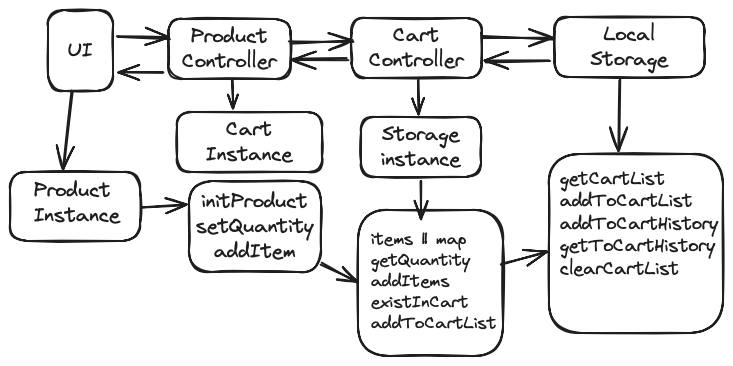 UI
Product
Controller
Cart
Controller
Local
Storage
Cart
Instance
Storage
instance
Product
Instance
initProduct
setQuantity
addItem
items || map
getQuantity
addItems
existInCart
addToCartList
getCartList
addToCartList
addToCartHistory
getToCartHistory
clearCartList